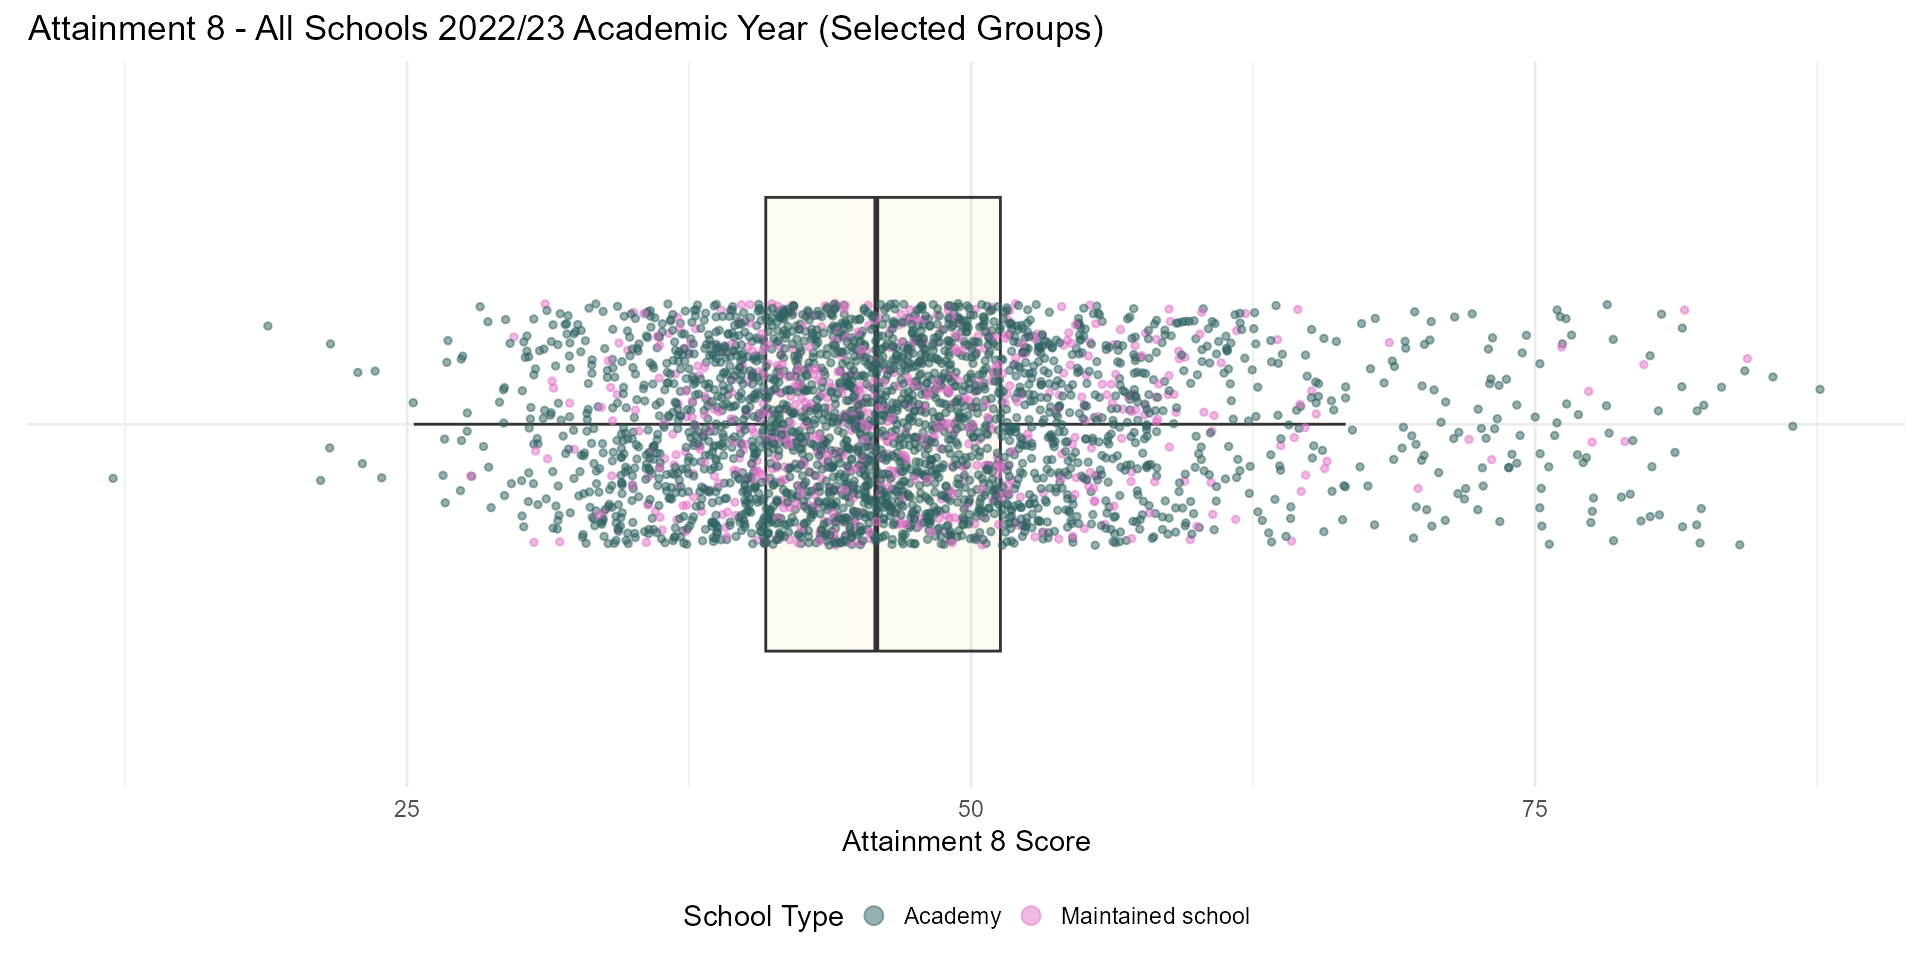 Attainment 8 - All Schools 2022/23 Academic Year (Selected Groups)
25 50 75
Attainment 8 Score
School Type Academy Maintained school